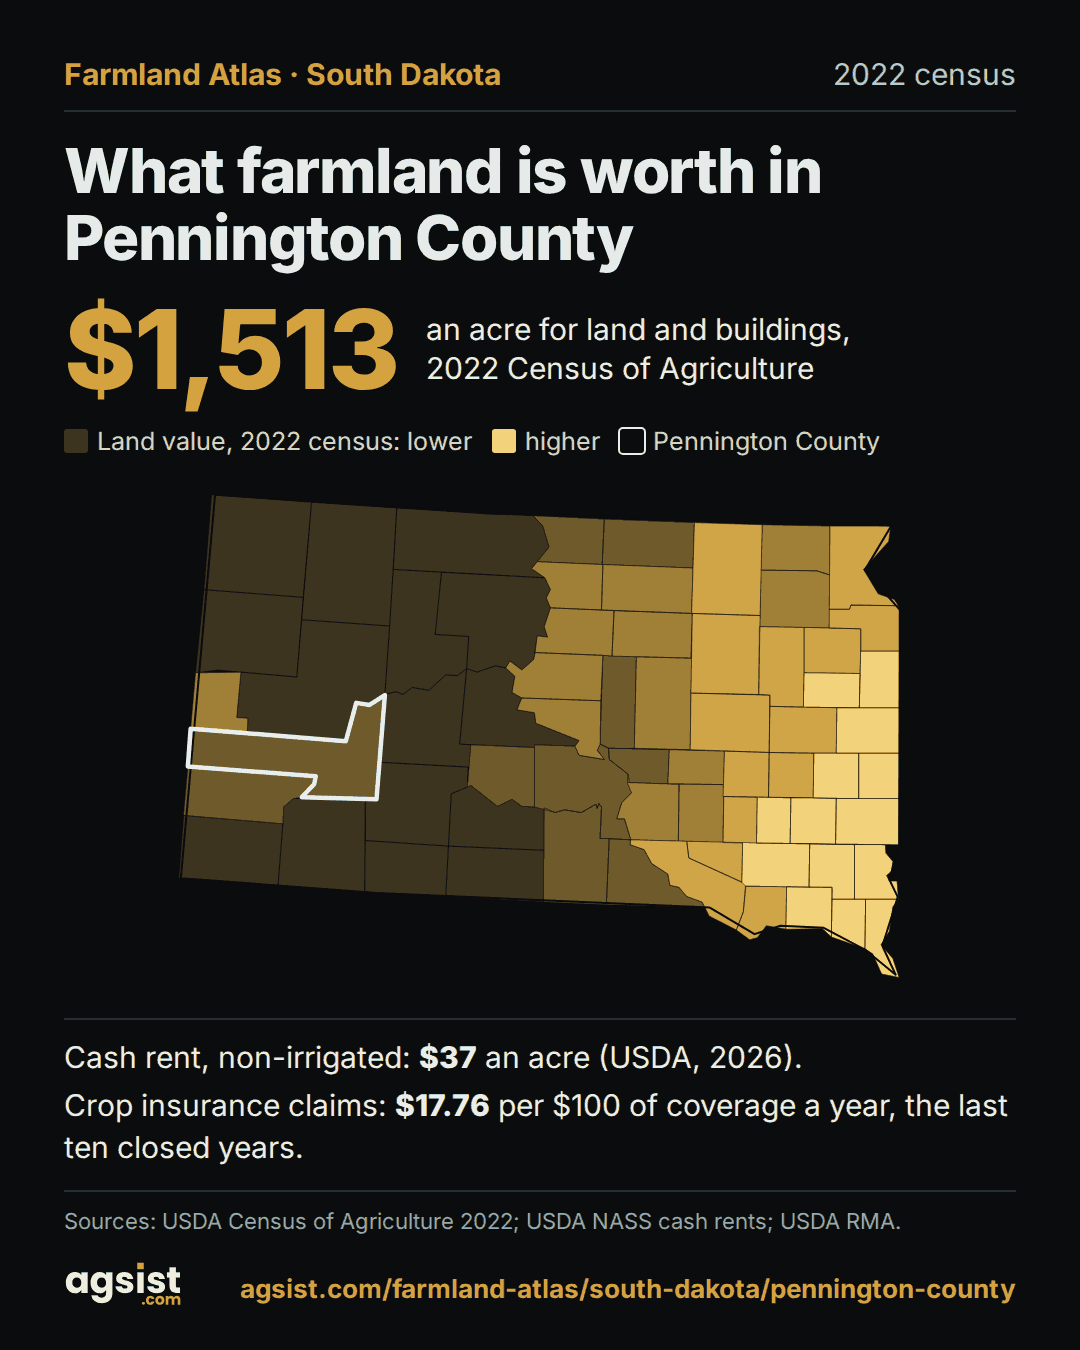 Farmland Atlas · South Dakota
2022 census
What farmland is worth in
Pennington County
$1,513
an acre for land and buildings,
2022 Census of Agriculture
Land value, 2022 census: lower
higher
Pennington County
Cash rent, non-irrigated: $37 an acre (USDA, 2026).
Crop insurance claims: $17.76 per $100 of coverage a year, the last
ten closed years.
Sources: USDA Census of Agriculture 2022; USDA NASS cash rents; USDA RMA.
agsist
.com
agsist.com/farmland-atlas/south-dakota/pennington-county